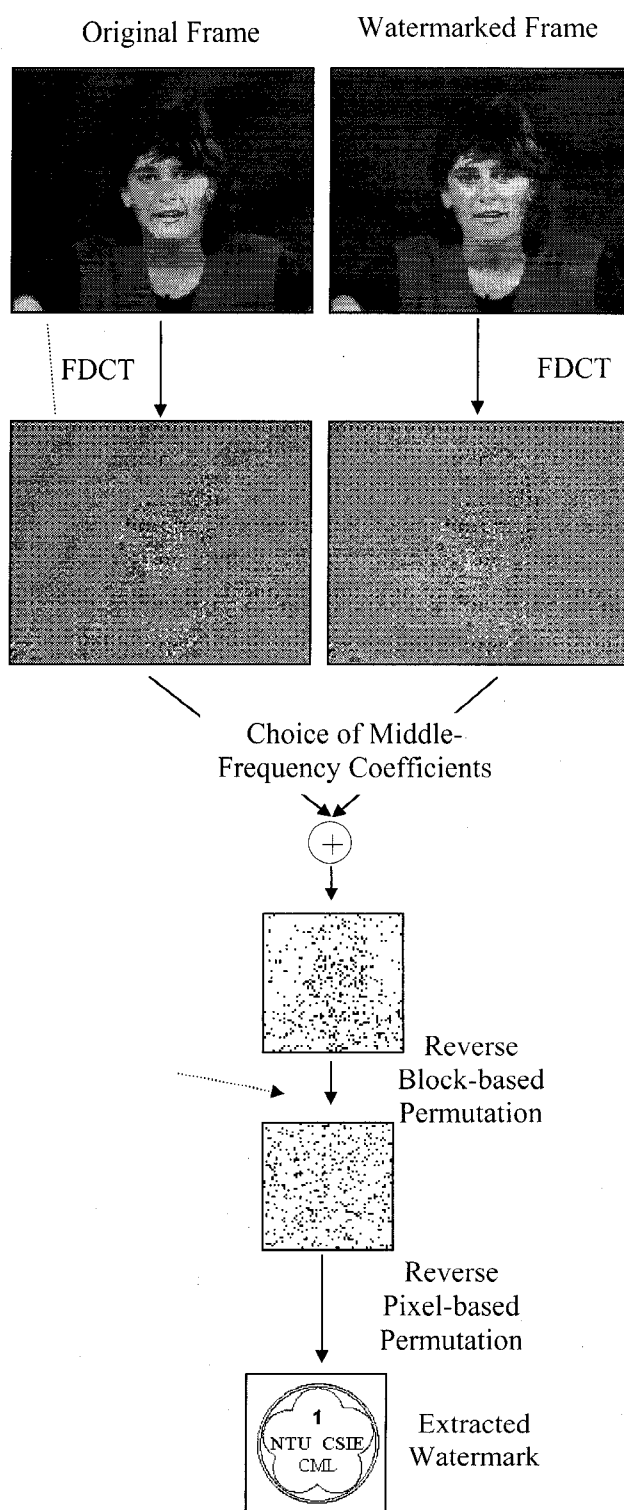 Original Frame
Watermarked Frame
FDCT
FDCT
Choice of Middle-
Frequency Coefficients
+
Reverse
Block-based
Permutation
Reverse
Pixel-based
Permutation
1
NTU CSIE
CML
Extracted
Watermark